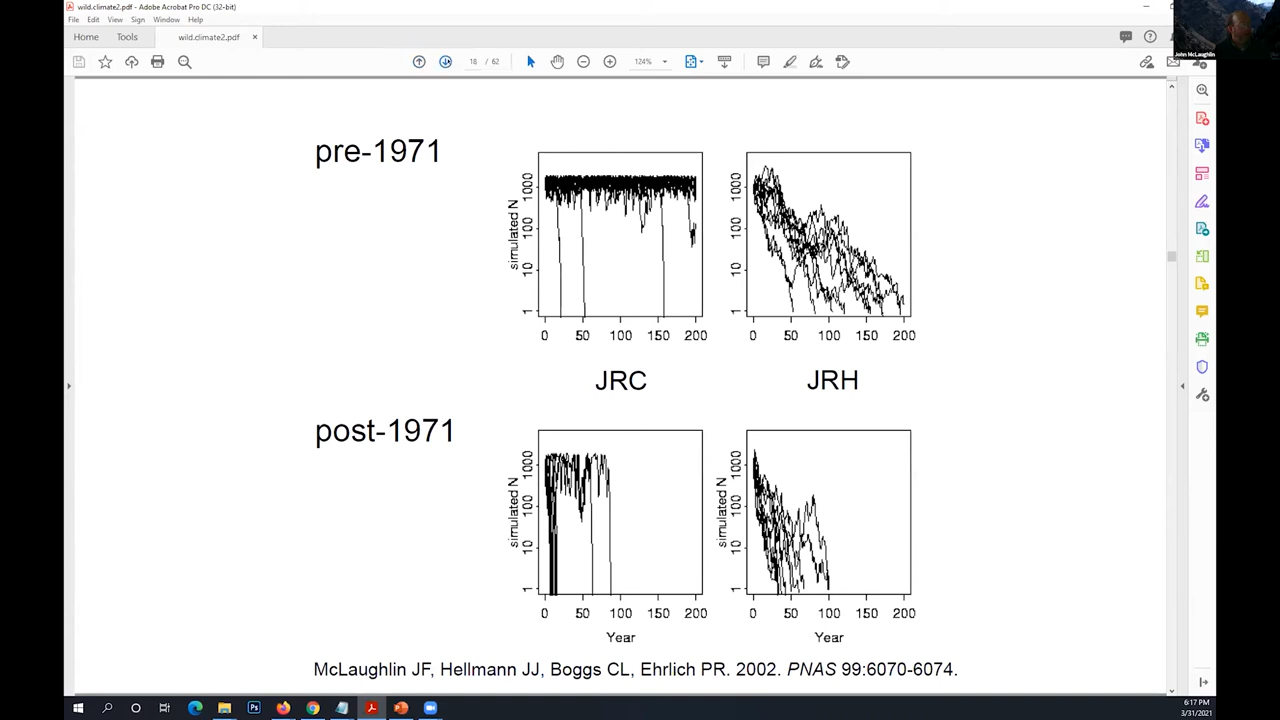 wild.climate2.pdf - Adobe Acrobat Pro DC (32-bit)
File Edit View Sign Window Help
Home Tools wild.climate2.pdf ×
18 / 62 124%
John McLaughlin
pre-1971
simulated N
1 10 100 1000
0 50 100 150 200
simulated N
1 10 100 1000
0 50 100 150 200
JRC JRH
post-1971
simulated N
1 10 100 1000
0 50 100 150 200
Year
simulated N
1 10 100 1000
0 50 100 150 200
Year
McLaughlin JF, Hellmann JJ, Boggs CL, Ehrlich PR. 2002. PNAS 99:6070-6074.
6:17 PM
3/31/2021